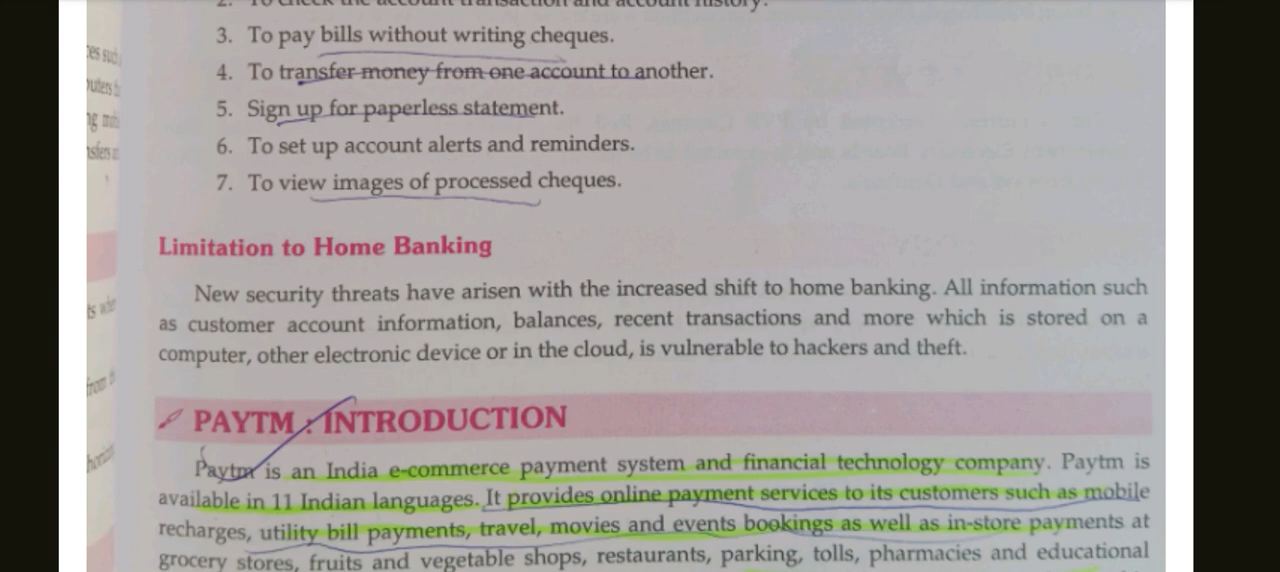 2. To check the account transaction and account history.
3. To pay bills without writing cheques.
4. To transfer money from one account to another.
5. Sign up for paperless statement.
6. To set up account alerts and reminders.
7. To view images of processed cheques.
Limitation to Home Banking
New security threats have arisen with the increased shift to home banking. All information such
as customer account information, balances, recent transactions and more which is stored on a
computer, other electronic device or in the cloud, is vulnerable to hackers and theft.
PAYTM : INTRODUCTION
Paytm is an India e-commerce payment system and financial technology company. Paytm is
available in 11 Indian languages. It provides online payment services to its customers such as mobile
recharges, utility bill payments, travel, movies and events bookings as well as in-store payments at
grocery stores, fruits and vegetable shops, restaurants, parking, tolls, pharmacies and educational